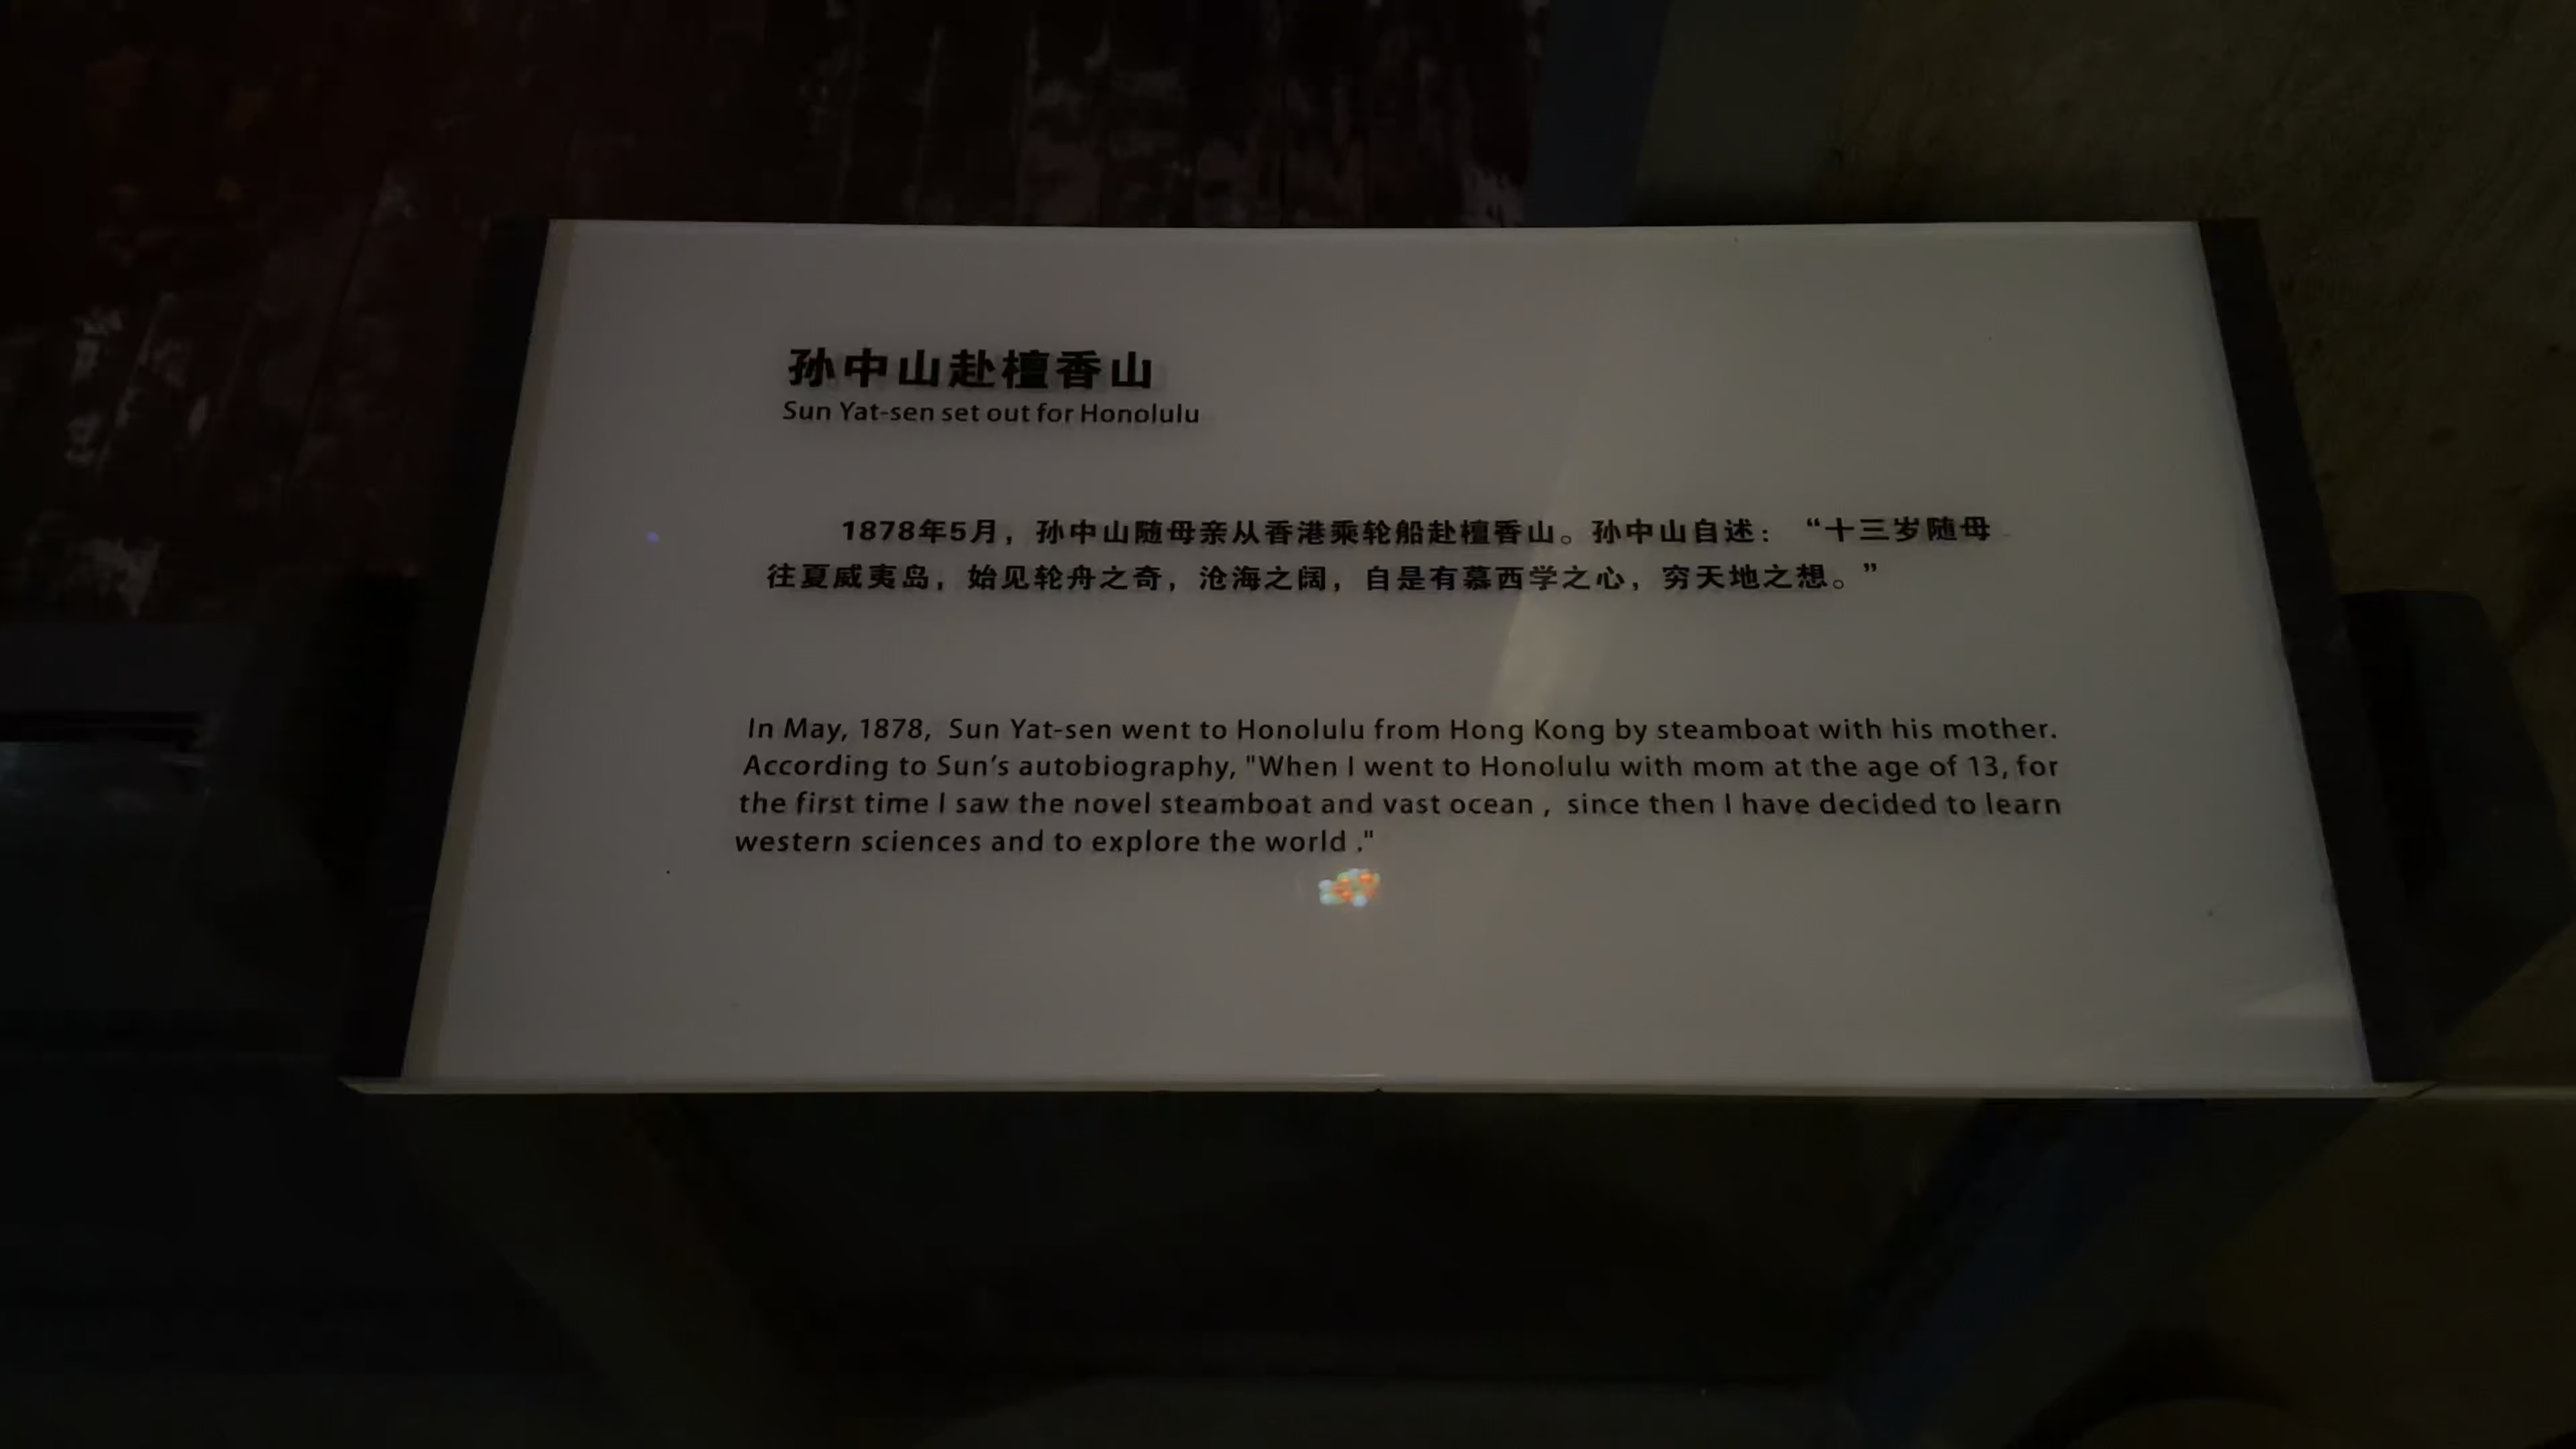 孙中山赴檀香山
Sun Yat-sen set out for Honolulu
1878年5月，孙中山随母亲从香港乘轮船赴檀香山。孙中山自述：“十三岁随母
往夏威夷岛，始见轮舟之奇，沧海之阔，自是有慕西学之心，穷天地之想。”
In May, 1878, Sun Yat-sen went to Honolulu from Hong Kong by steamboat with his mother.
According to Sun's autobiography, "When I went to Honolulu with mom at the age of 13, for
the first time I saw the novel steamboat and vast ocean , since then I have decided to learn
western sciences and to explore the world ."